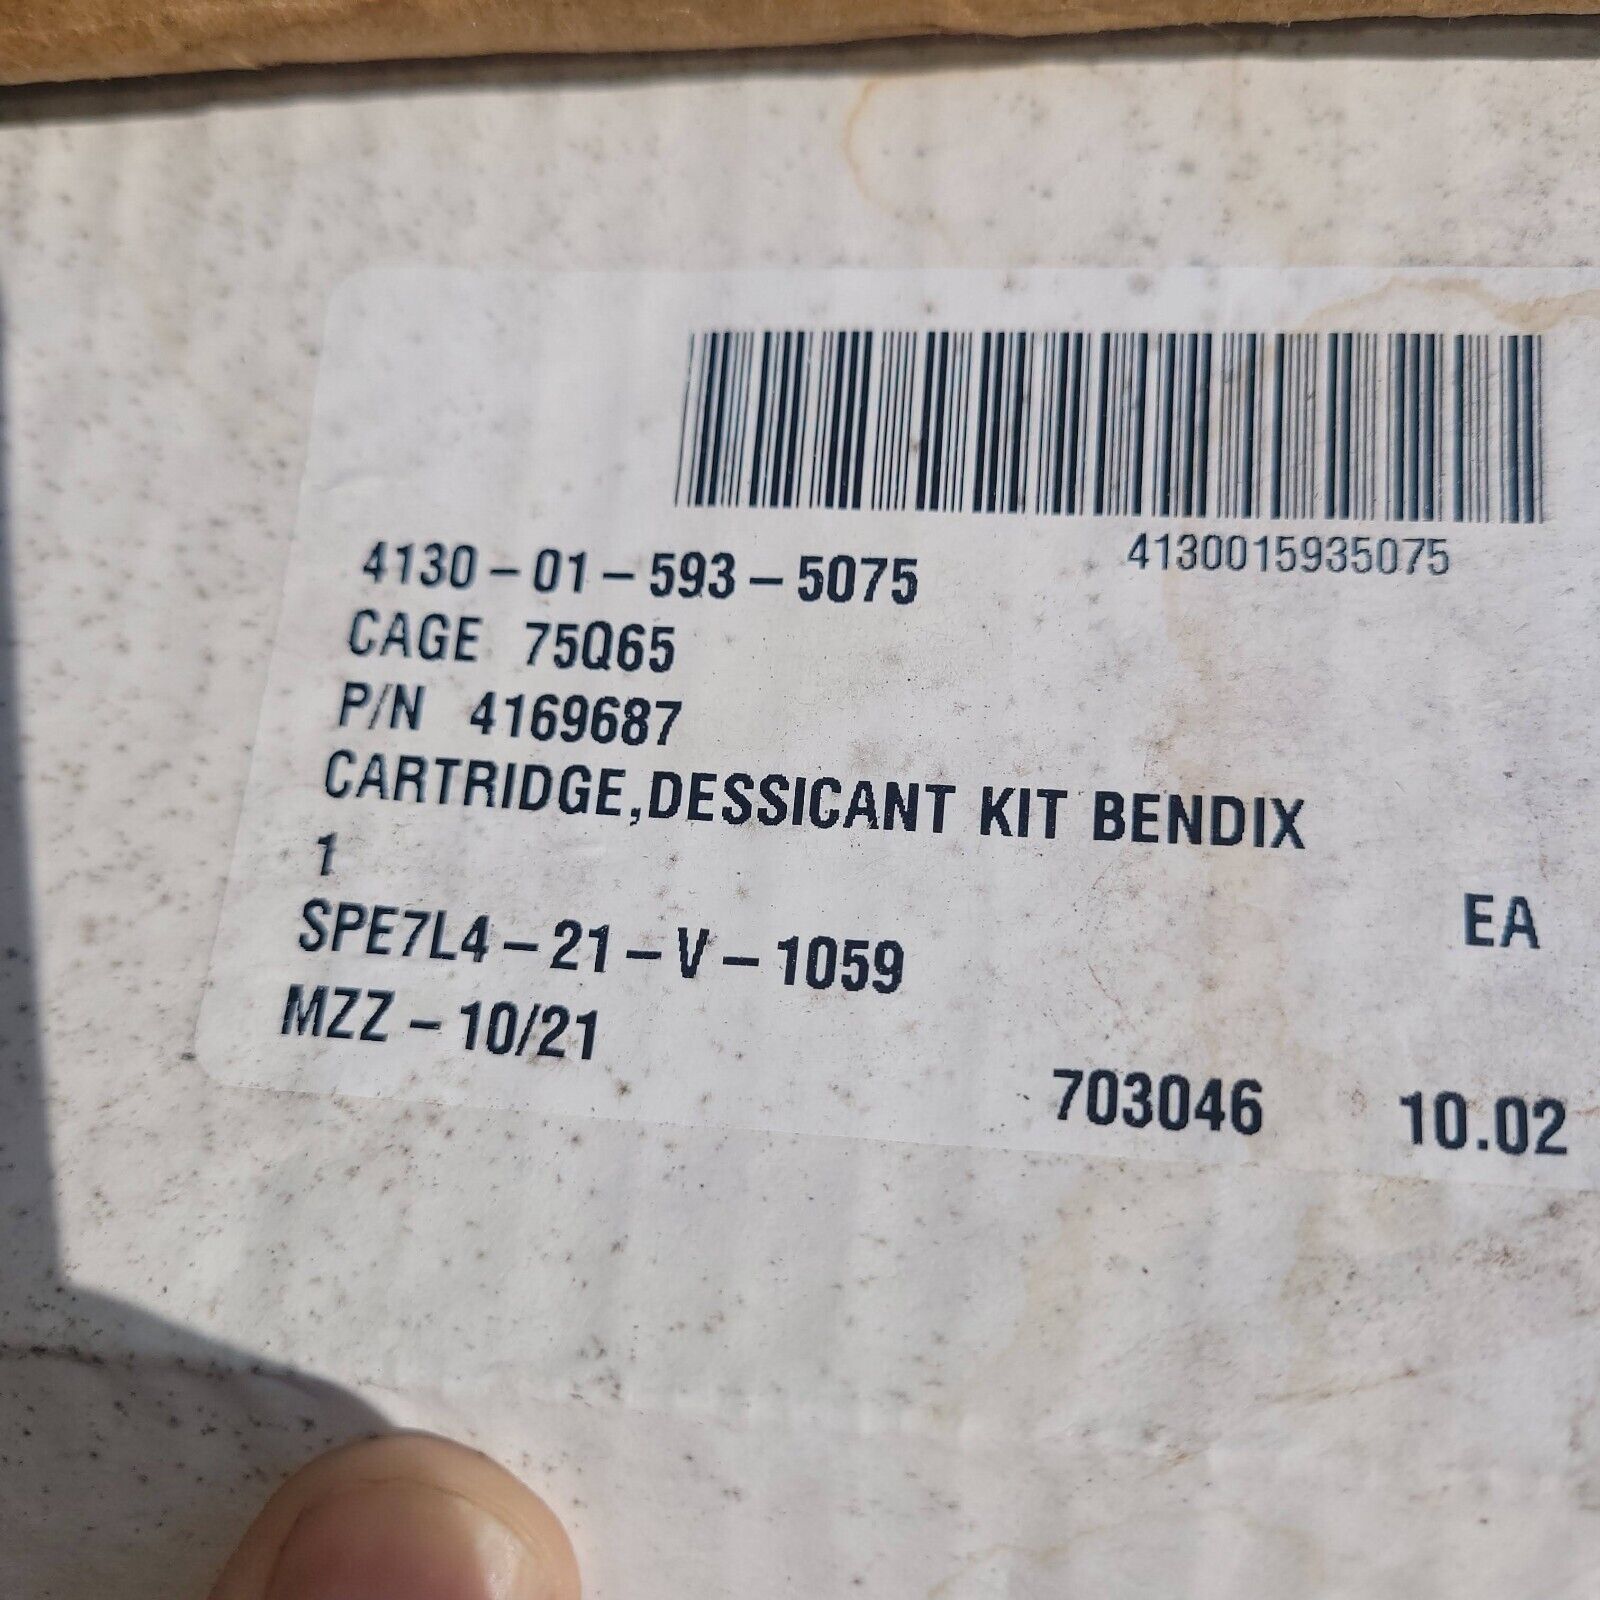 4130015935075
4130-01-593-5075
CAGE 75Q65
P/N 4169687
CARTRIDGE,DESSICANT KIT BENDIX
1 EA
SPE7L4-21-V-1059
MZZ-10/21
703046 10.02